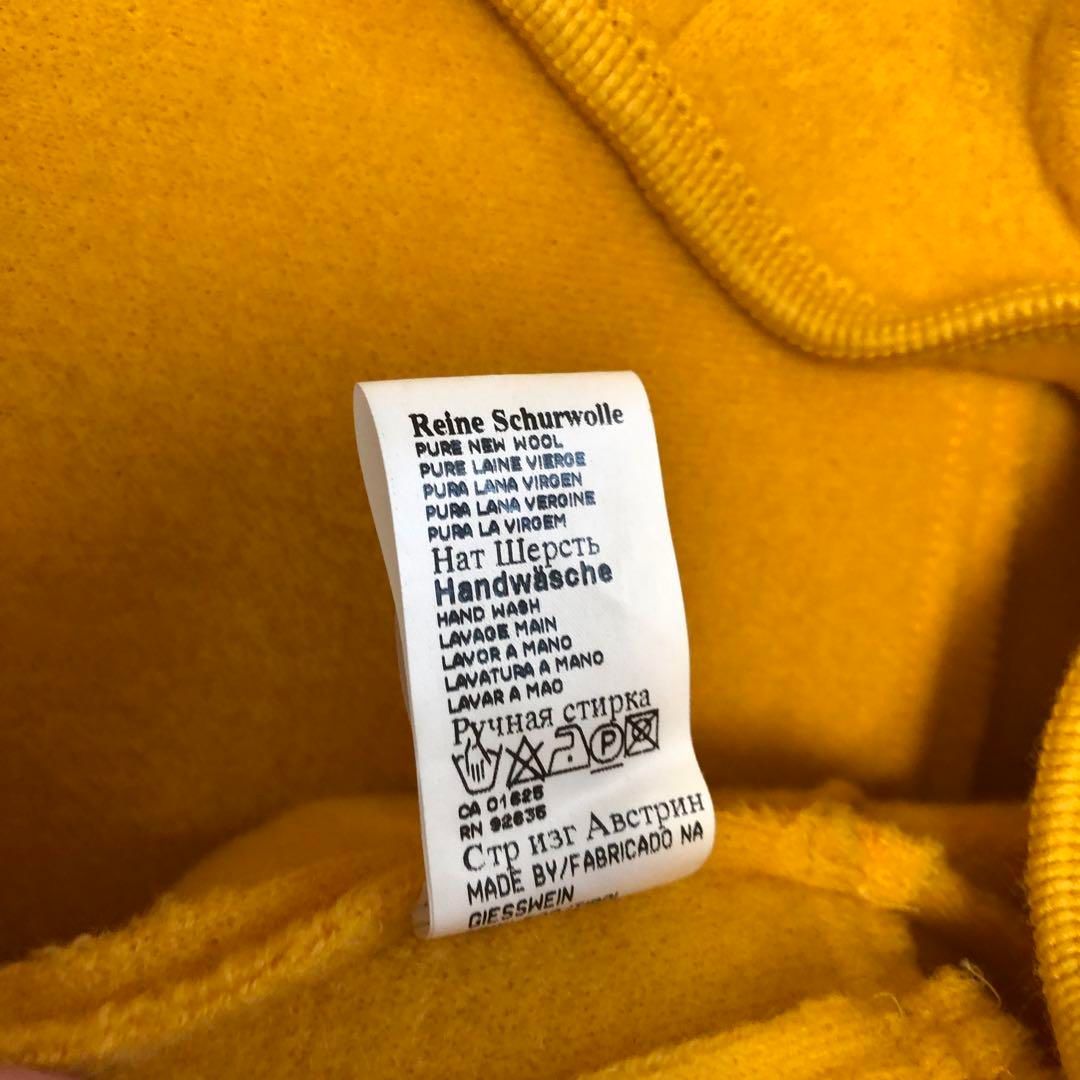 Reine Schurwolle
PURE NEW WOOL
PURE LAINE VIERGE
PURA LANA VIRGEN
PURA LANA VERGINE
PURA LA VIRGEM
Нат Шерсть
Handwäsche
HAND WASH
LAVAGE MAIN
LAVOR A MANO
LAVATURA A MANO
LAVAR A MAO
Ручная стирка
P
CA 01625
RN 92635
Стр изг Австрин
MADE BY/FABRICADO NA
GIESSWEIN